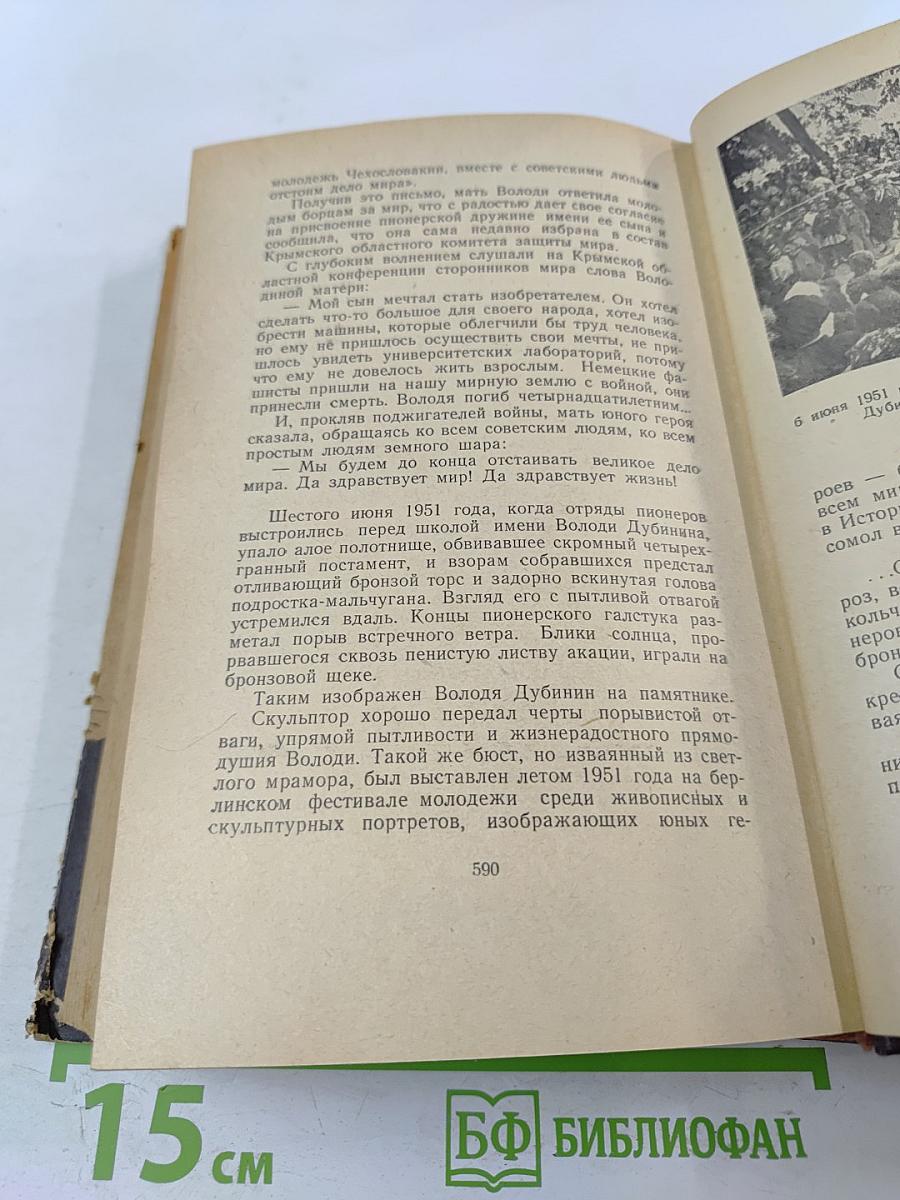 молодежь Чехословакии, вместе с советскими людьми
отстоим дело мира».
Получив это письмо, мать Володи ответила моло-
дым борцам за мир, что с радостью дает свое согласие
на присвоение пионерской дружине имени ее сына и
сообщила, что она сама недавно избрана в состав
Крымского областного комитета защиты мира.
С глубоким волнением слушали на Крымской об-
ластной конференции сторонников мира слова Воло-
диной матери:
— Мой сын мечтал стать изобретателем. Он хотел
сделать что-то большое для своего народа, хотел изо-
брести машины, которые облегчили бы труд человека,
но ему не пришлось осуществить свои мечты, не при-
шлось увидеть университетских лабораторий, потому
что ему не довелось жить взрослым. Немецкие фа-
шисты пришли на нашу мирную землю с войной, они
принесли смерть. Володя погиб четырнадцатилетним...
И, прокляв поджигателей войны, мать юного героя
сказала, обращаясь ко всем советским людям, ко всем
простым людям земного шара:
— Мы будем до конца отстаивать великое дело
мира. Да здравствует мир! Да здравствует жизнь!
Шестого июня 1951 года, когда отряды пионеров
выстроились перед школой имени Володи Дубинина,
упало алое полотнище, обвивавшее скромный четырех-
гранный постамент, и взорам собравшихся предстал
отливающий бронзой торс и задорно вскинутая голова
подростка-мальчугана. Взгляд его с пытливой отвагой
устремился вдаль. Концы пионерского галстука раз-
метал порыв встречного ветра. Блики солнца, про-
рвавшегося сквозь пенистую листву акации, играли на
бронзовой щеке.
Таким изображен Володя Дубинин на памятнике.
Скульптор хорошо передал черты порывистой от-
ваги, упрямой пытливости и жизнерадостного прямо-
душия Володи. Такой же бюст, но изваянный из свет-
лого мрамора, был выставлен летом 1951 года на бер-
линском фестивале молодежи среди живописных и
скульптурных портретов, изображающих юных ге-
590
6 июня 1951
Дубин
роев —
всем ми
в Истор
сомол в
...С
роз, в
кольч
неров
брон
С
кре
вая
ни
п
15 см
БФ БИБЛИОФАН